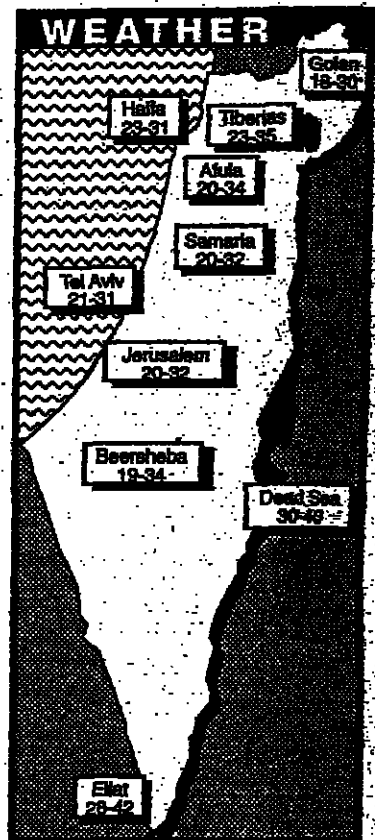 WEATHER
Golan
18-30
Haifa
23-31
Tiberias
23-35
Afula
20-34
Samaria
20-32
Tel Aviv
21-31
Jerusalem
20-32
Beersheba
19-34
Dead Sea
Eilat
28-42